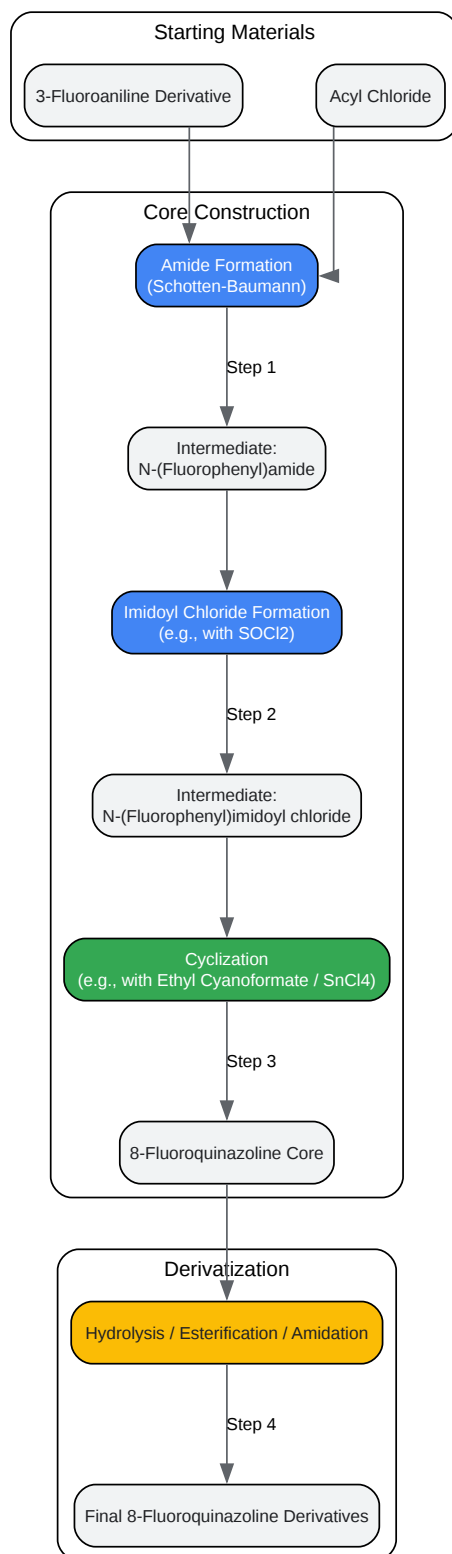 Starting Materials
3-Fluoroaniline Derivative
Acyl Chloride
Core Construction
Amide Formation
(Schotten-Baumann)
Step 1
Intermediate:
N-(Fluorophenyl)amide
Imidoyl Chloride Formation
(e.g., with SOCl2)
Step 2
Intermediate:
N-(Fluorophenyl)imidoyl chloride
Cyclization
(e.g., with Ethyl Cyanoformate / SnCl4)
Step 3
8-Fluoroquinazoline Core
Derivatization
Hydrolysis / Esterification / Amidation
Step 4
Final 8-Fluoroquinazoline Derivatives